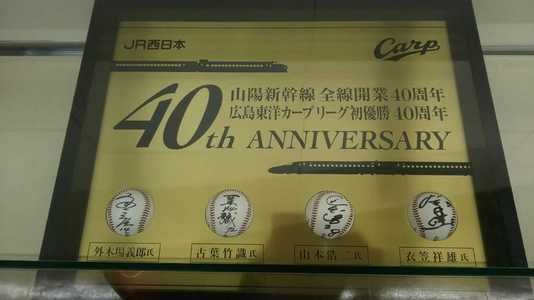 JR西日本
Carp
山陽新幹線 全線開業40周年
広島東洋カープリーグ初優勝 40周年
40th ANNIVERSARY
外木場義郎氏
古葉竹識氏
山本浩二氏
衣笠祥雄氏